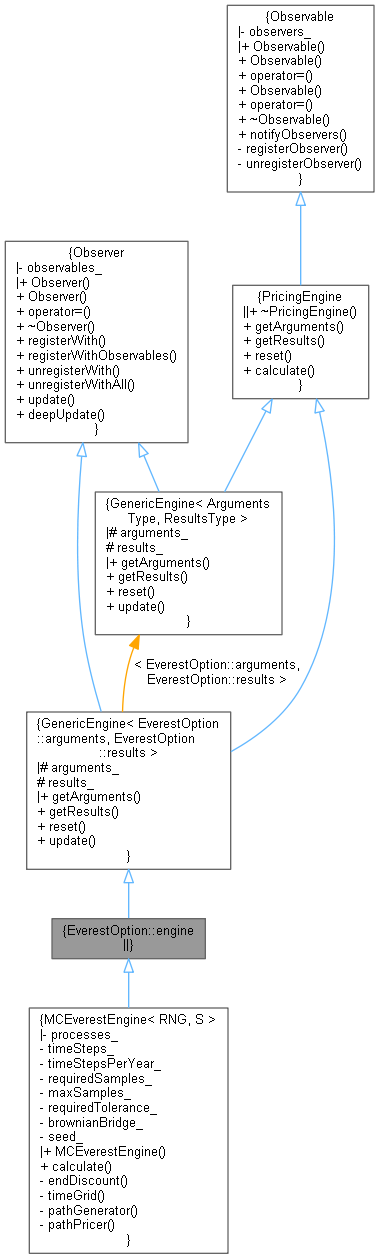 {Observable
|- observers_
|+ Observable()
+ Observable()
+ operator=()
+ Observable()
+ operator=()
+ ~Observable()
+ notifyObservers()
- registerObserver()
- unregisterObserver()
}
{Observer
|- observables_
|+ Observer()
+ Observer()
+ operator=()
+ ~Observer()
+ registerWith()
+ registerWithObservables()
+ unregisterWith()
+ unregisterWithAll()
+ update()
+ deepUpdate()
}
{PricingEngine
||+ ~PricingEngine()
+ getArguments()
+ getResults()
+ reset()
+ calculate()
}
{GenericEngine< Arguments
Type, ResultsType >
|# arguments_
# results_
|+ getArguments()
+ getResults()
+ reset()
+ update()
}
< EverestOption::arguments,
EverestOption::results >
{GenericEngine< EverestOption
::arguments, EverestOption
::results >
|# arguments_
# results_
|+ getArguments()
+ getResults()
+ reset()
+ update()
}
{EverestOption::engine
||}
{MCEverestEngine< RNG, S >
|- processes_
- timeSteps_
- timeStepsPerYear_
- requiredSamples_
- maxSamples_
- requiredTolerance_
- brownianBridge_
- seed_
|+ MCEverestEngine()
+ calculate()
- endDiscount()
- timeGrid()
- pathGenerator()
- pathPricer()
}